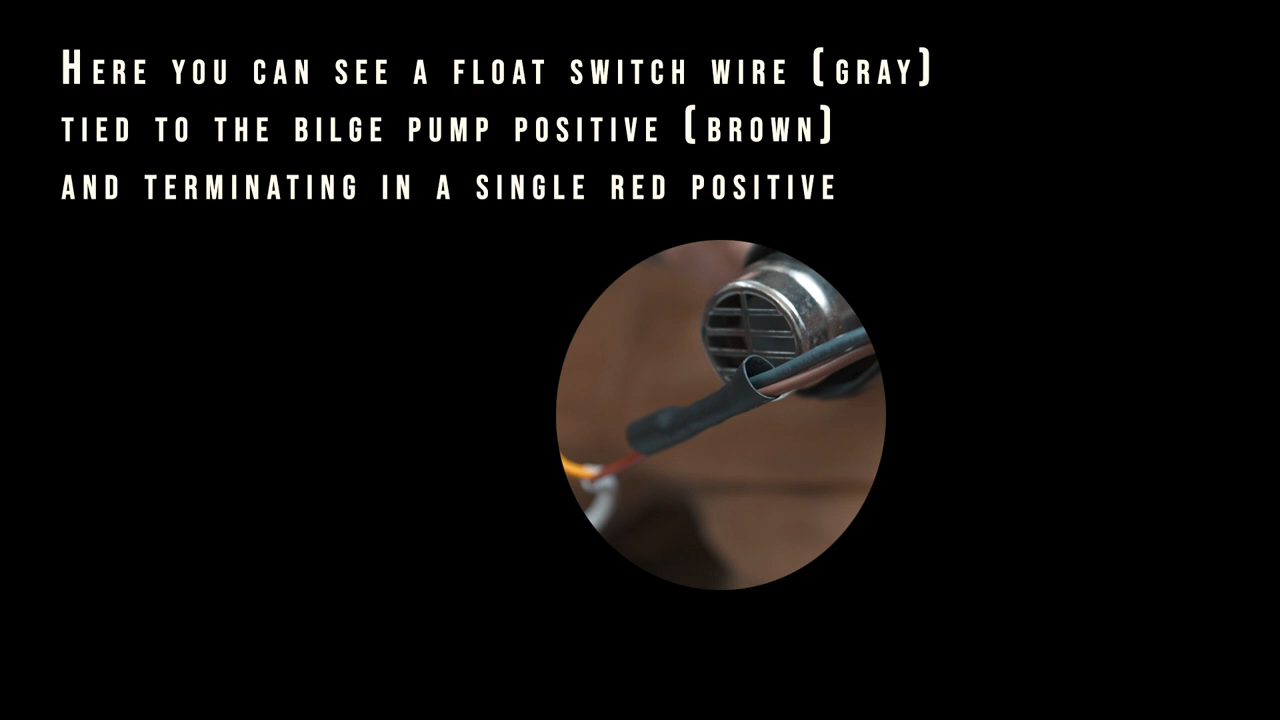 Here you can see a float switch wire (gray)
tied to the bilge pump positive (brown)
and terminating in a single red positive